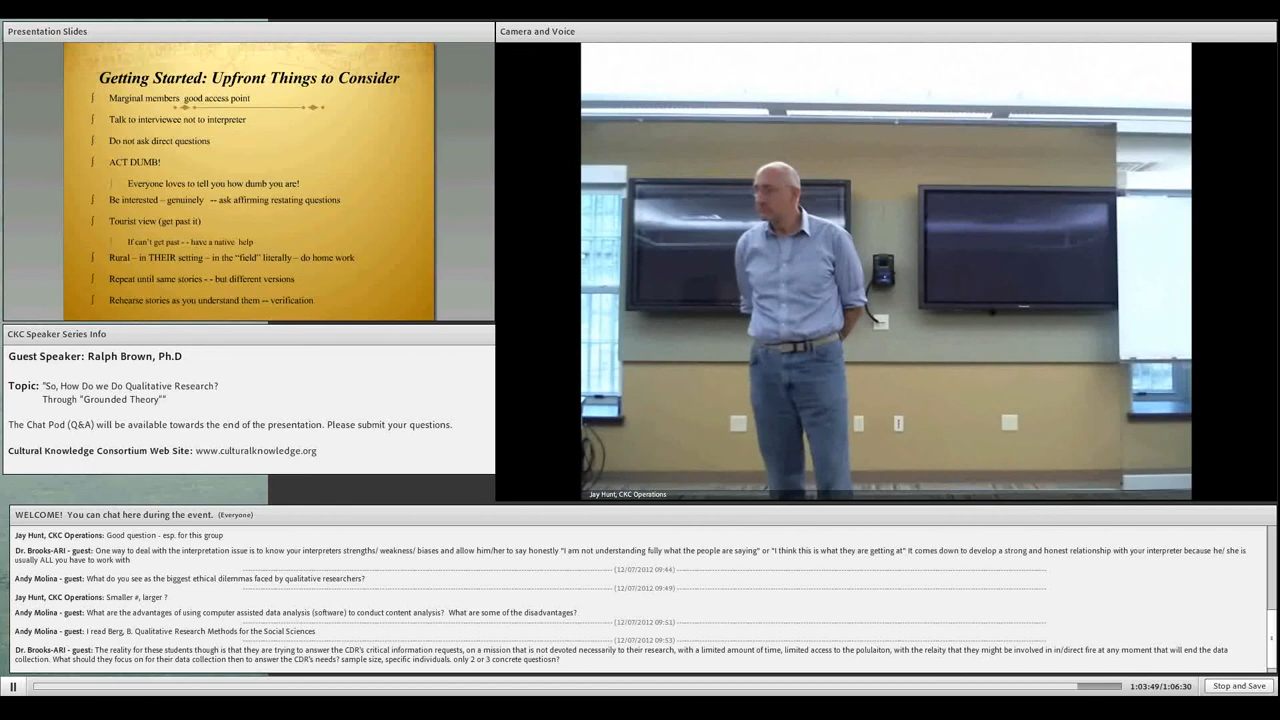 Presentation Slides
Getting Started: Upfront Things to Consider
Marginal members good access point
Talk to interviewee not to interpreter
Do not ask direct questions
ACT DUMB!
Everyone loves to tell you how dumb you are!
Be interested – genuinely -- ask affirming restating questions
Tourist view (get past it)
If can't get past - - have a native help
Rural – in THEIR setting – in the “field” literally – do home work
Repeat until same stories - - but different versions
Rehearse stories as you understand them -- verification
CKC Speaker Series Info
Guest Speaker: Ralph Brown, Ph.D
Topic: "So, How Do we Do Qualitative Research?
Through "Grounded Theory""
The Chat Pod (Q&A) will be available towards the end of the presentation. Please submit your questions.
Cultural Knowledge Consortium Web Site: www.culturalknowledge.org
Camera and Voice
Jay Hunt, CKC Operations
WELCOME! You can chat here during the event. (Everyone)
Jay Hunt, CKC Operations: Good question - esp. for this group
Dr. Brooks-ARI - guest: One way to deal with the interpretation issue is to know your interpreters strengths/ weakness/ biases and allow him/her to say honestly "I am not understanding fully what the people are saying" or "I think this is what they are getting at" It comes down to develop a strong and honest relationship with your interpreter because he/ she is
usually ALL you have to work with
(12/07/2012 09:44)
Andy Molina - guest: What do you see as the biggest ethical dilemmas faced by qualitative researchers?
(12/07/2012 09:49)
Jay Hunt, CKC Operations: Smaller #, larger ?
Andy Molina - guest: What are the advantages of using computer assisted data analysis (software) to conduct content analysis? What are some of the disadvantages?
(12/07/2012 09:51)
Andy Molina - guest: I read Berg, B. Qualitative Research Methods for the Social Sciences
(12/07/2012 09:53)
Dr. Brooks-ARI - guest: The reality for these students though is that they are trying to answer the CDR's critical information requests, on a mission that is not devoted necessarily to their research, with a limited amount of time, limited access to the polulaiton, with the relaity that they might be involved in in/direct fire at any moment that will end the data
collection. What should they focus on for their data collection then to answer the CDR's needs? sample size, specific individuals. only 2 or 3 concrete questiosn?
1:03:49/1:06:30
Stop and Save